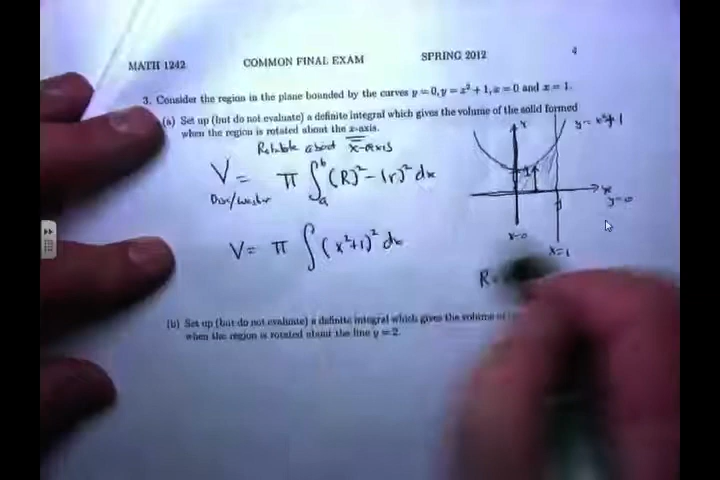 MATH 1242 COMMON FINAL EXAM SPRING 2012 4
3. Consider the region in the plane bounded by the curves y = 0, y = x² + 1, x = 0 and x = 1.
(a) Set up (but do not evaluate) a definite integral which gives the volume of the solid formed
when the region is rotated about the x-axis.
about x-axis
V = π ∫ₐᵇ (R)² - (r)² dx
Disc/washer
V = π ∫ (x²+1)² dx
y = x²+1
x
y=0
x=0
x=1
R=
(b) Set up (but do not evaluate) a definite integral which gives the volume of
when the region is rotated about the line y = 2.